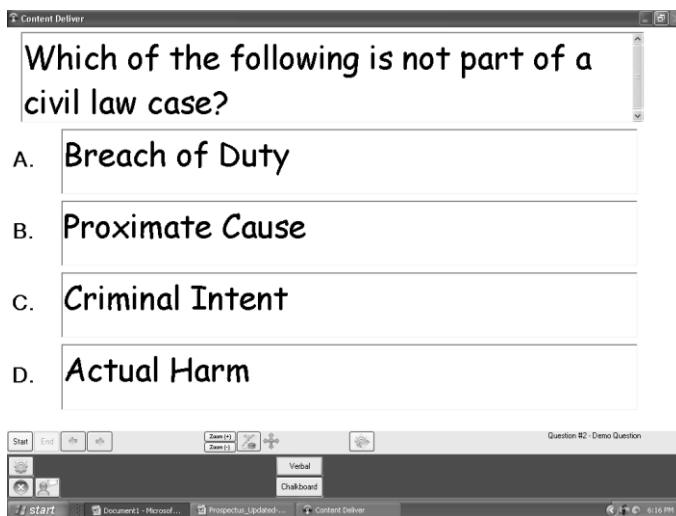 Content Deliver
Which of the following is not part of a
civil law case?
A. Breach of Duty
B. Proximate Cause
C. Criminal Intent
D. Actual Harm
Start End Zoom (+) Question #2 - Demo Question
Zoom (-)
Verbal
Chalkboard
start Document1 - Microsof... Prospectus_Updated-... Content Deliver 6:16 PM